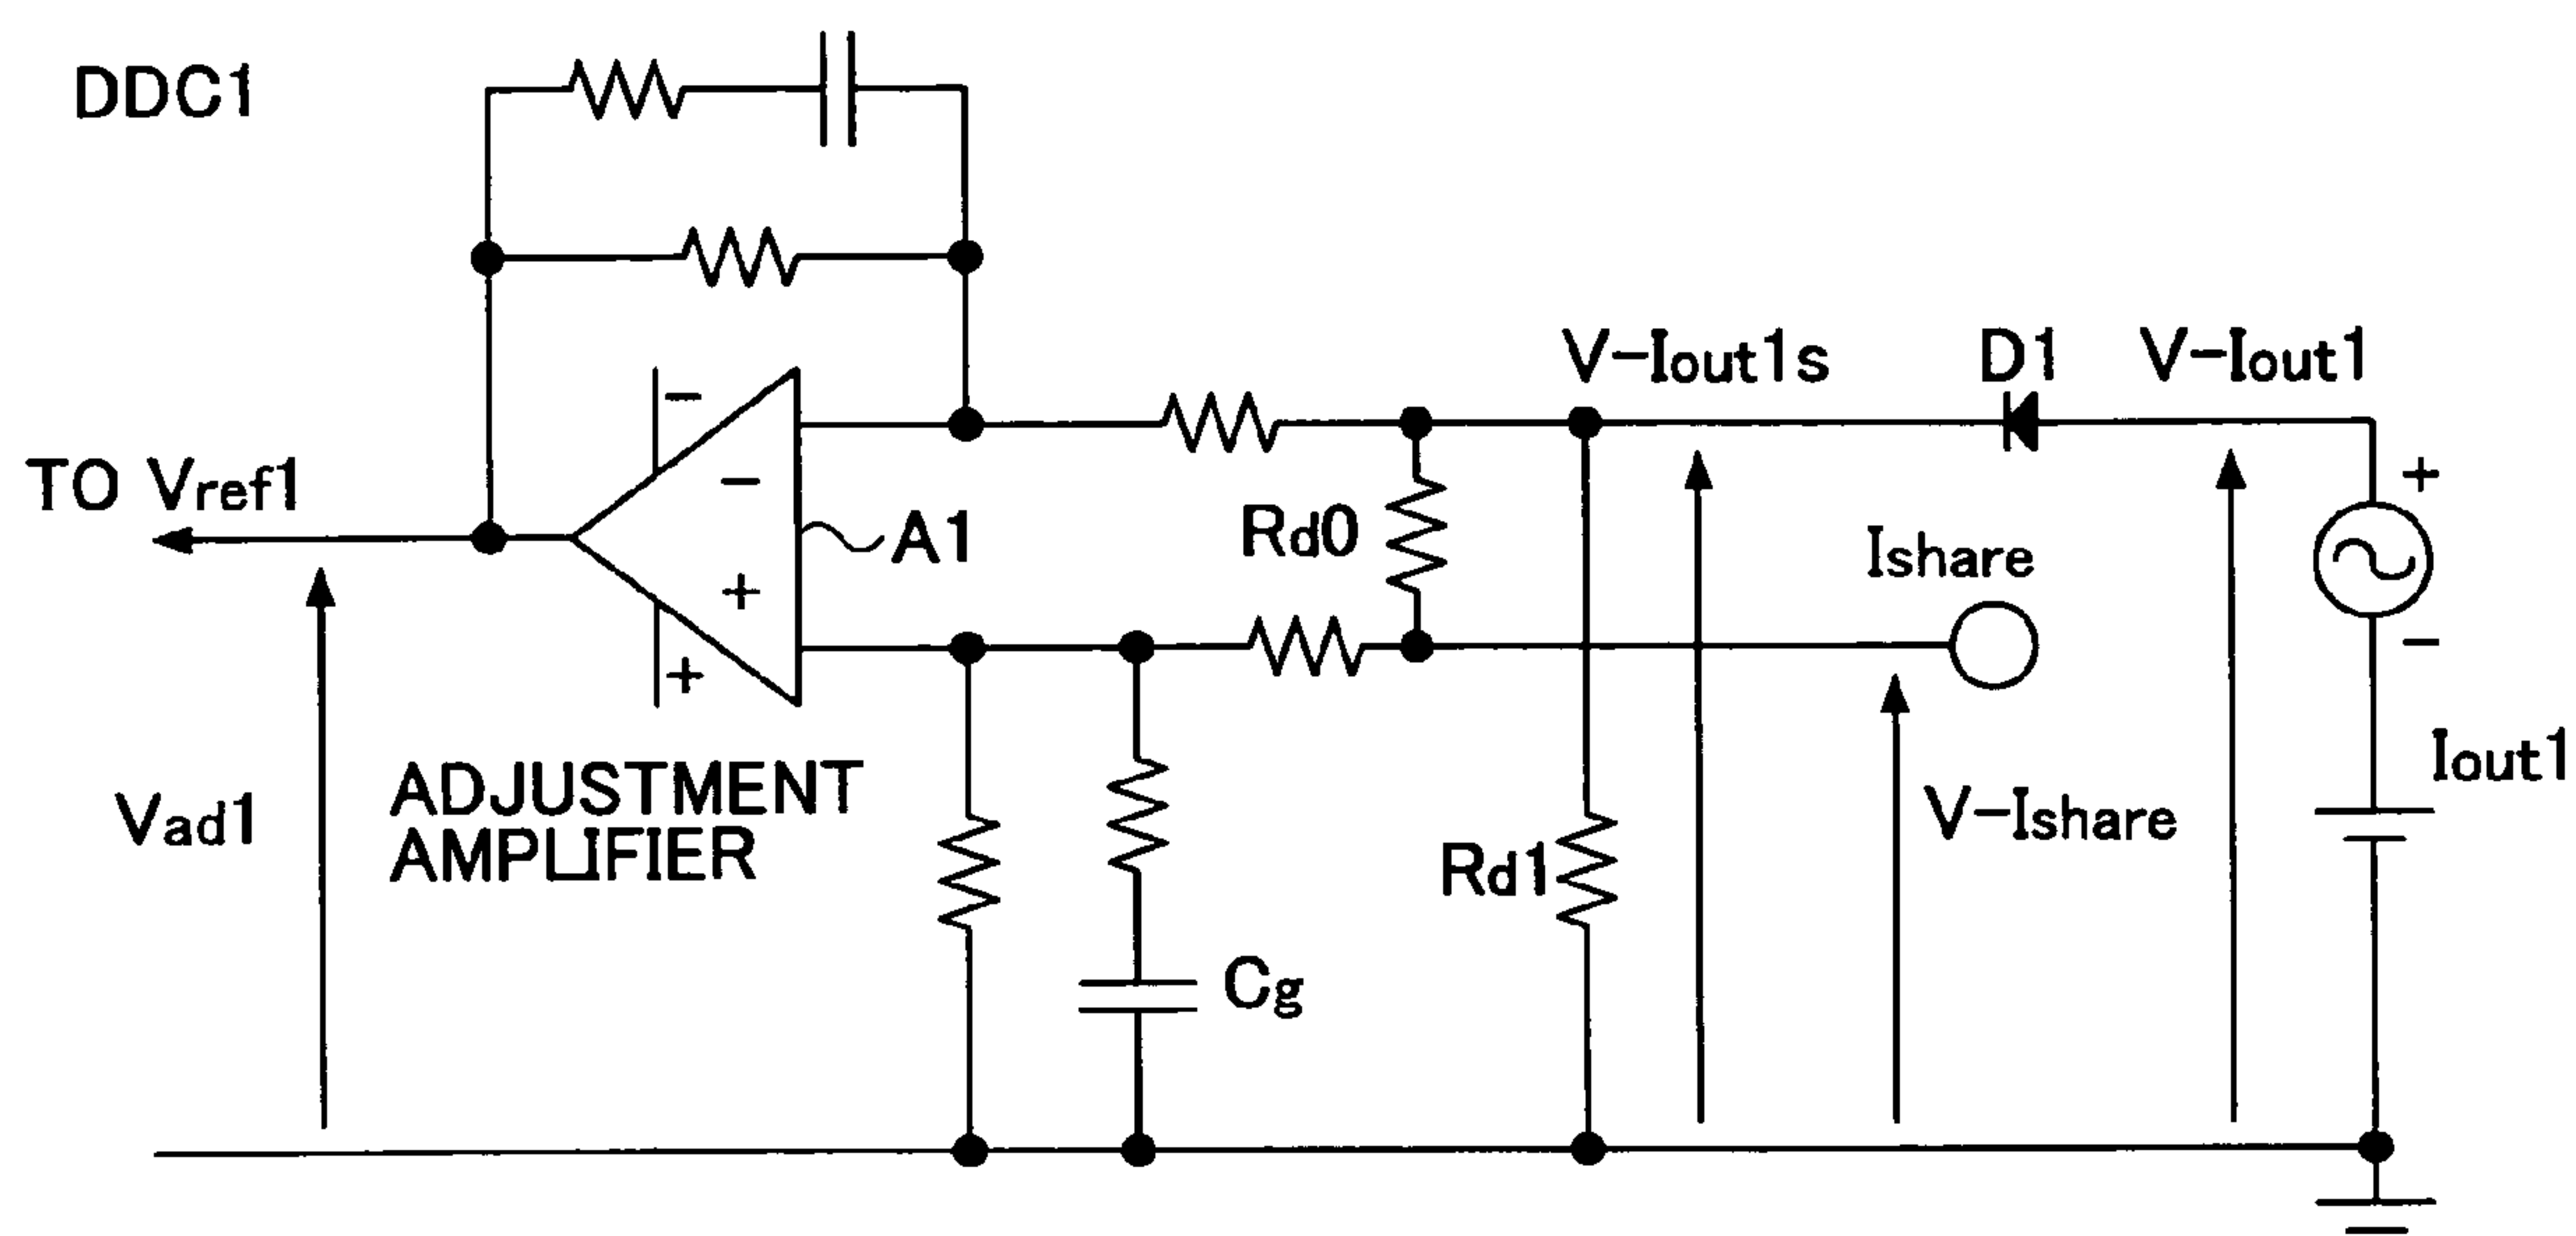 DDC1
V-Iout1s
D1
V-Iout1
TO Vref1
-
-
+
+
A1
Rd0
Ishare
+
-
Vad1
ADJUSTMENT
AMPLIFIER
Cg
Rd1
V-Ishare
Iout1